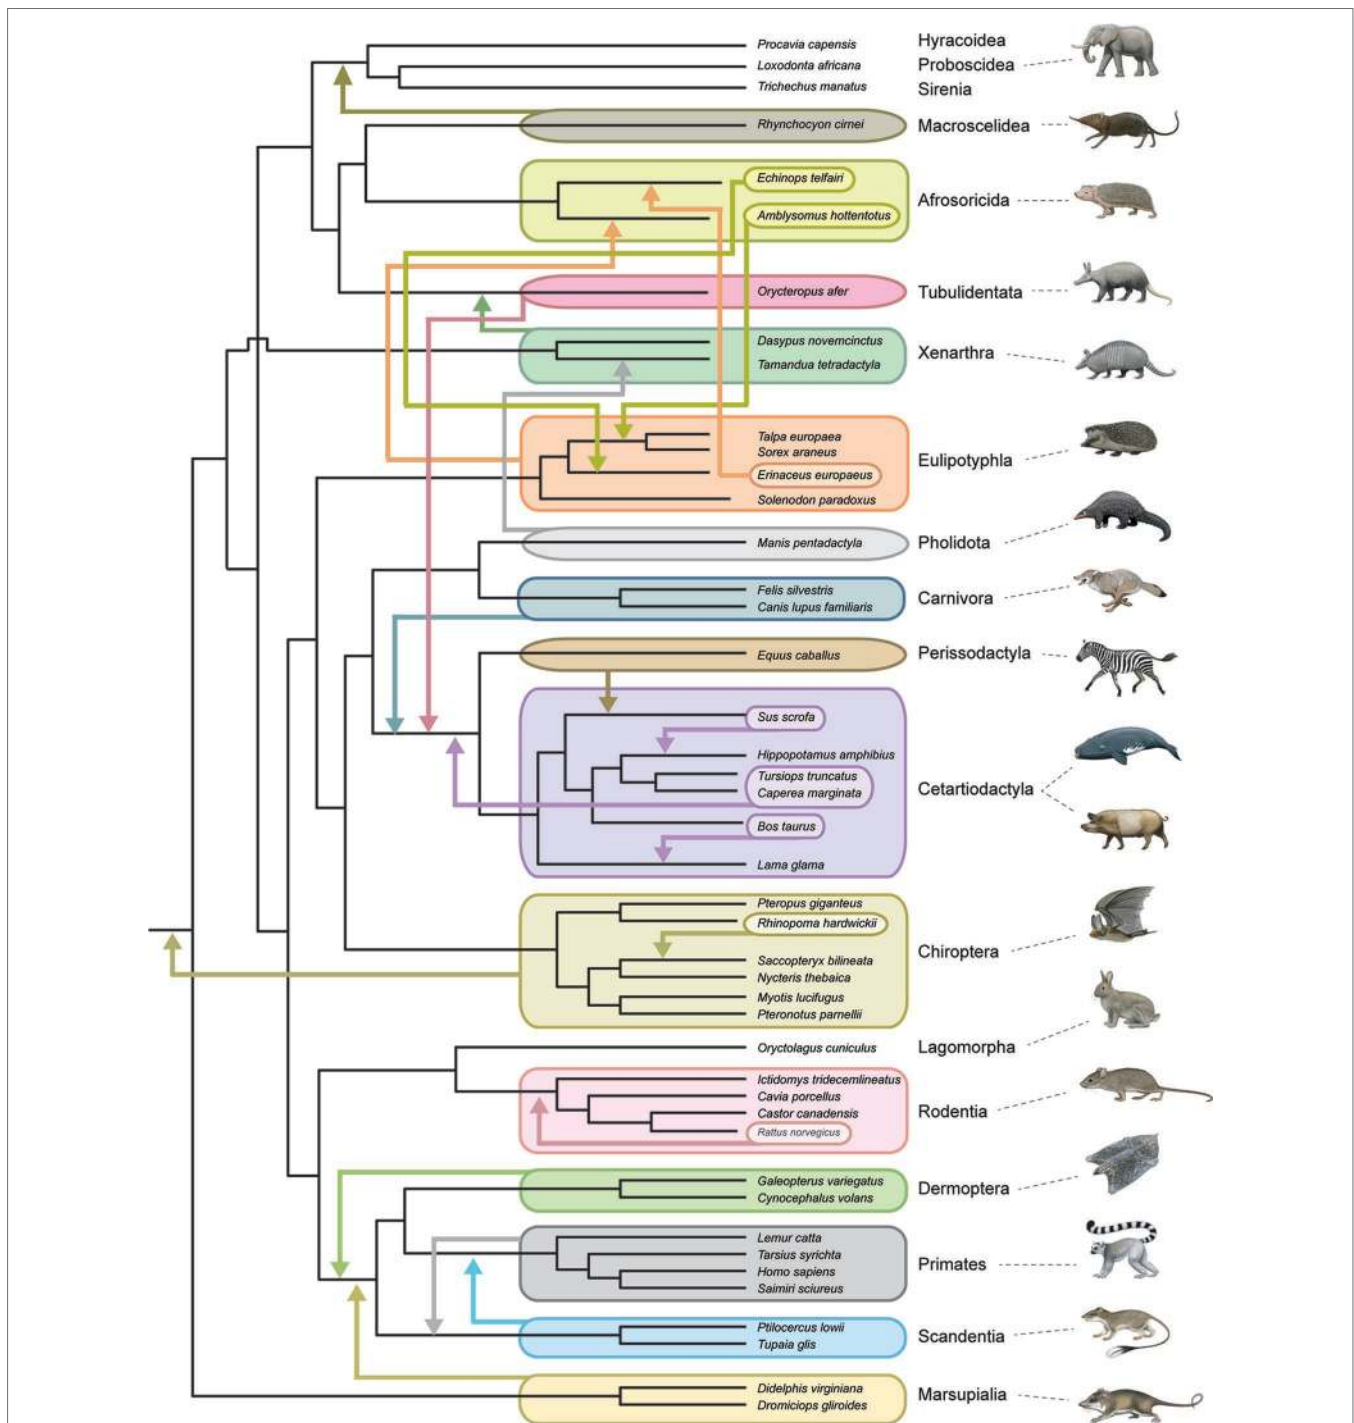 Procavia capensis Hyracoidea
Loxodonta africana Proboscidea
Trichechus manatus Sirenia
Rhynchocyon cirnei Macroscelidea
Echinops telfairi
Afrosoricida
Amblysomus hottentotus
Orycteropus afer Tubulidentata
Dasypus novemcinctus
Xenarthra
Tamandua tetradactyla
Talpa europaea
Sorex araneus
Eulipotyphla
Erinaceus europaeus
Solenodon paradoxus
Manis pentadactyla Pholidota
Felis silvestris
Carnivora
Canis lupus familiaris
Equus caballus Perissodactyla
Sus scrofa
Hippopotamus amphibius
Tursiops truncatus
Cetartiodactyla
Caperea marginata
Bos taurus
Lama glama
Pteropus giganteus
Rhinopoma hardwickii
Chiroptera
Saccopteryx bilineata
Nycteris thebaica
Myotis lucifugus
Pteronotus parnellii
Oryctolagus cuniculus Lagomorpha
Ictidomys tridecemlineatus
Cavia porcellus
Rodentia
Castor canadensis
Rattus norvegicus
Galeopterus variegatus
Dermoptera
Cynocephalus volans
Lemur catta
Tarsius syrichta
Primates
Homo sapiens
Saimiri sciureus
Ptilocercus lowii
Scandentia
Tupaia glis
Didelphis virginiana
Marsupialia
Dromiciops gliroides